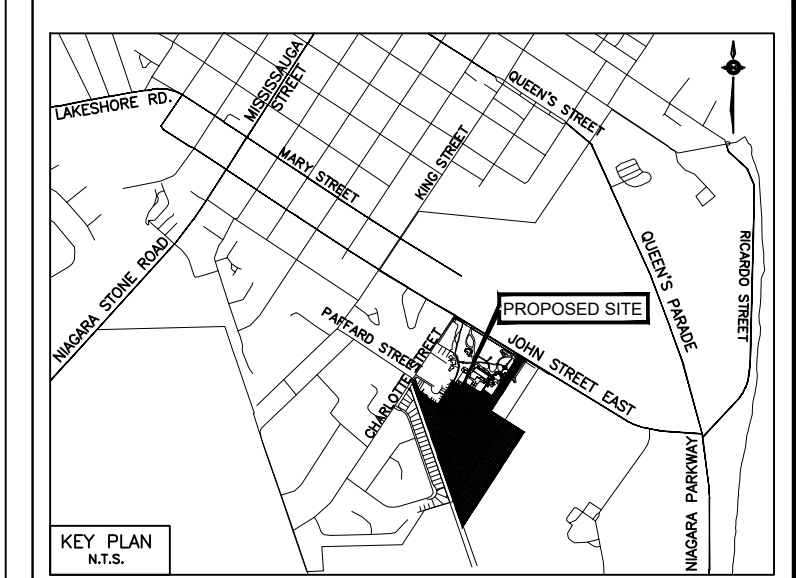 LAKESHORE RD.
MISSISSAUGA
STREET
QUEEN'S STREET
MARY STREET
KING STREET
NIAGARA STONE ROAD
QUEEN'S PARADE
RICARDO STREET
PROPOSED SITE
PAFFARD STREET
CHARLOTTE STREET
JOHN STREET EAST
NIAGARA PARKWAY
KEY PLAN
N.T.S.